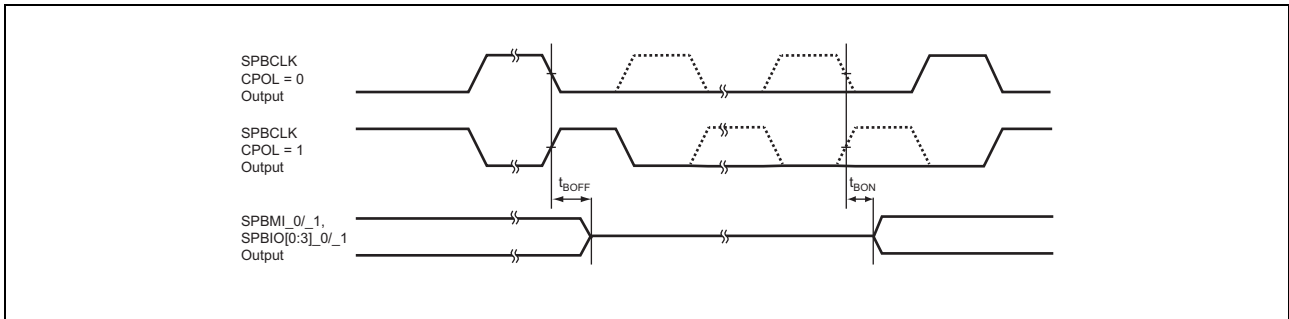 SPBCLK
CPOL = 0
Output
SPBCLK
CPOL = 1
Output
tBOFF
tBON
SPBMI_0/_1,
SPBIO[0:3]_0/_1
Output